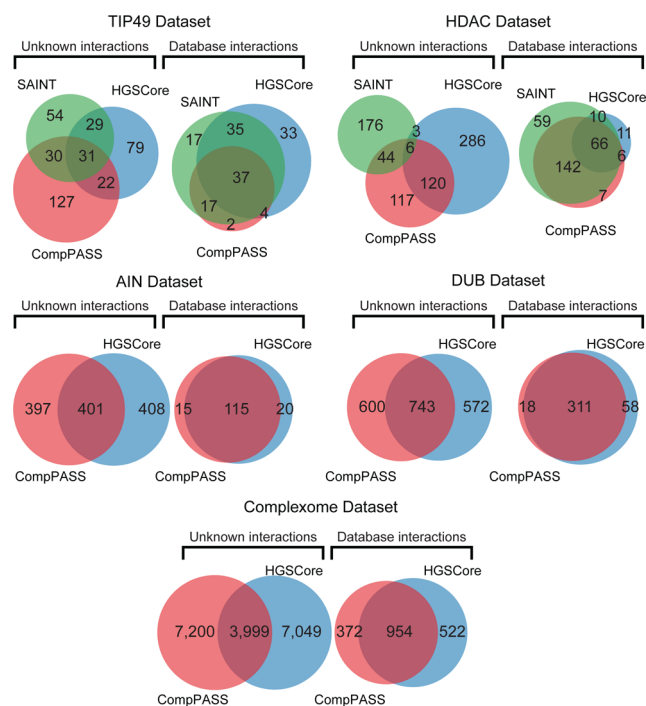 TIP49 Dataset
Unknown interactions
Database interactions
SAINT
HGSCore
54
29
79
30
31
22
127
CompPASS
HGSCore
SAINT
17
35
33
37
17
4
2
CompPASS
HDAC Dataset
Unknown interactions
Database interactions
SAINT
HGSCore
176
3
286
6
44
120
117
CompPASS
SAINT
HGSCore
59
10
11
66
6
142
7
CompPASS
AIN Dataset
Unknown interactions
Database interactions
HGSCore
397
401
408
CompPASS
HGSCore
15
115
20
CompPASS
DUB Dataset
Unknown interactions
Database interactions
HGSCore
600
743
572
CompPASS
HGSCore
18
311
58
CompPASS
Complexome Dataset
Unknown interactions
Database interactions
HGSCore
7,200
3,999
7,049
CompPASS
HGSCore
372
954
522
CompPASS